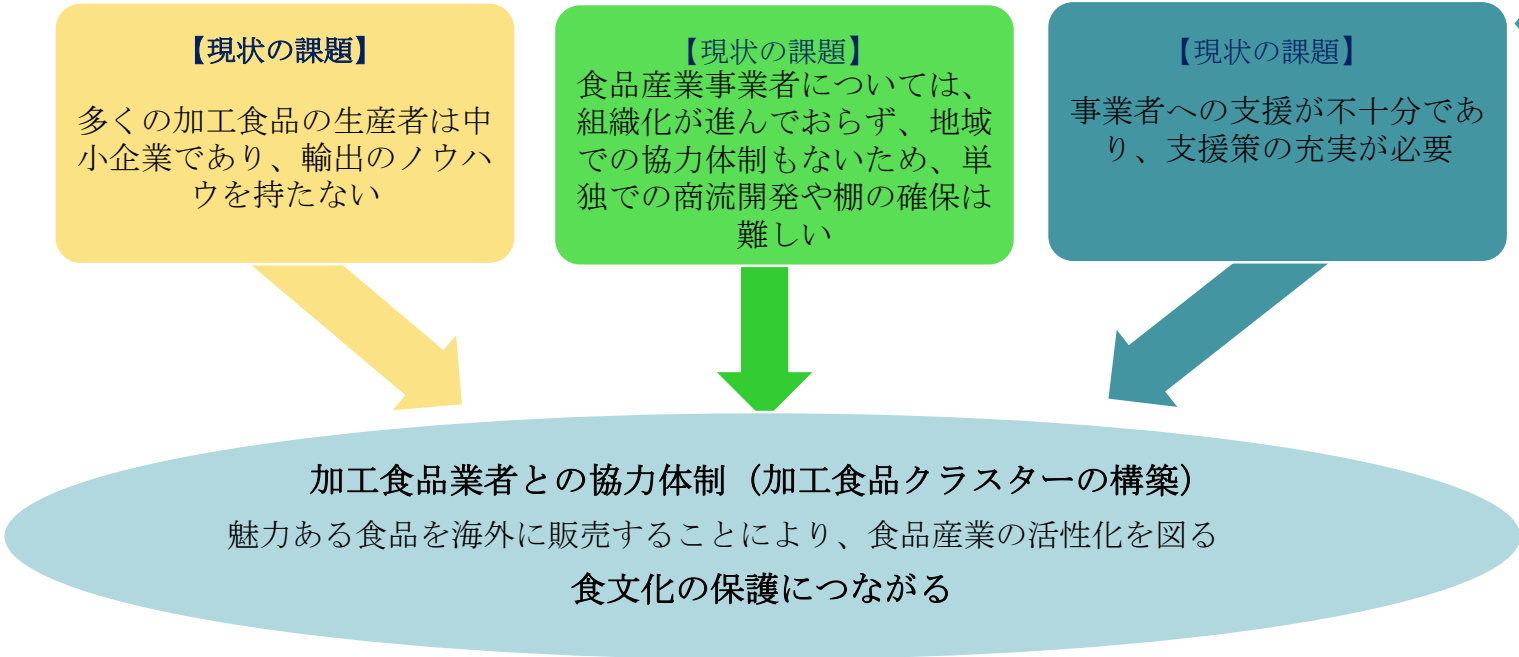 【現状の課題】
多くの加工食品の生産者は中
小企業であり、輸出のノウハ
ウを持たない
【現状の課題】
食品産業事業者については、
組織化が進んでおらず、地域
での協力体制もないため、単
独での商流開発や棚の確保は
難しい
【現状の課題】
事業者への支援が不十分であ
り、支援策の充実が必要
加工食品業者との協力体制（加工食品クラスターの構築）
魅力ある食品を海外に販売することにより、食品産業の活性化を図る
食文化の保護につながる